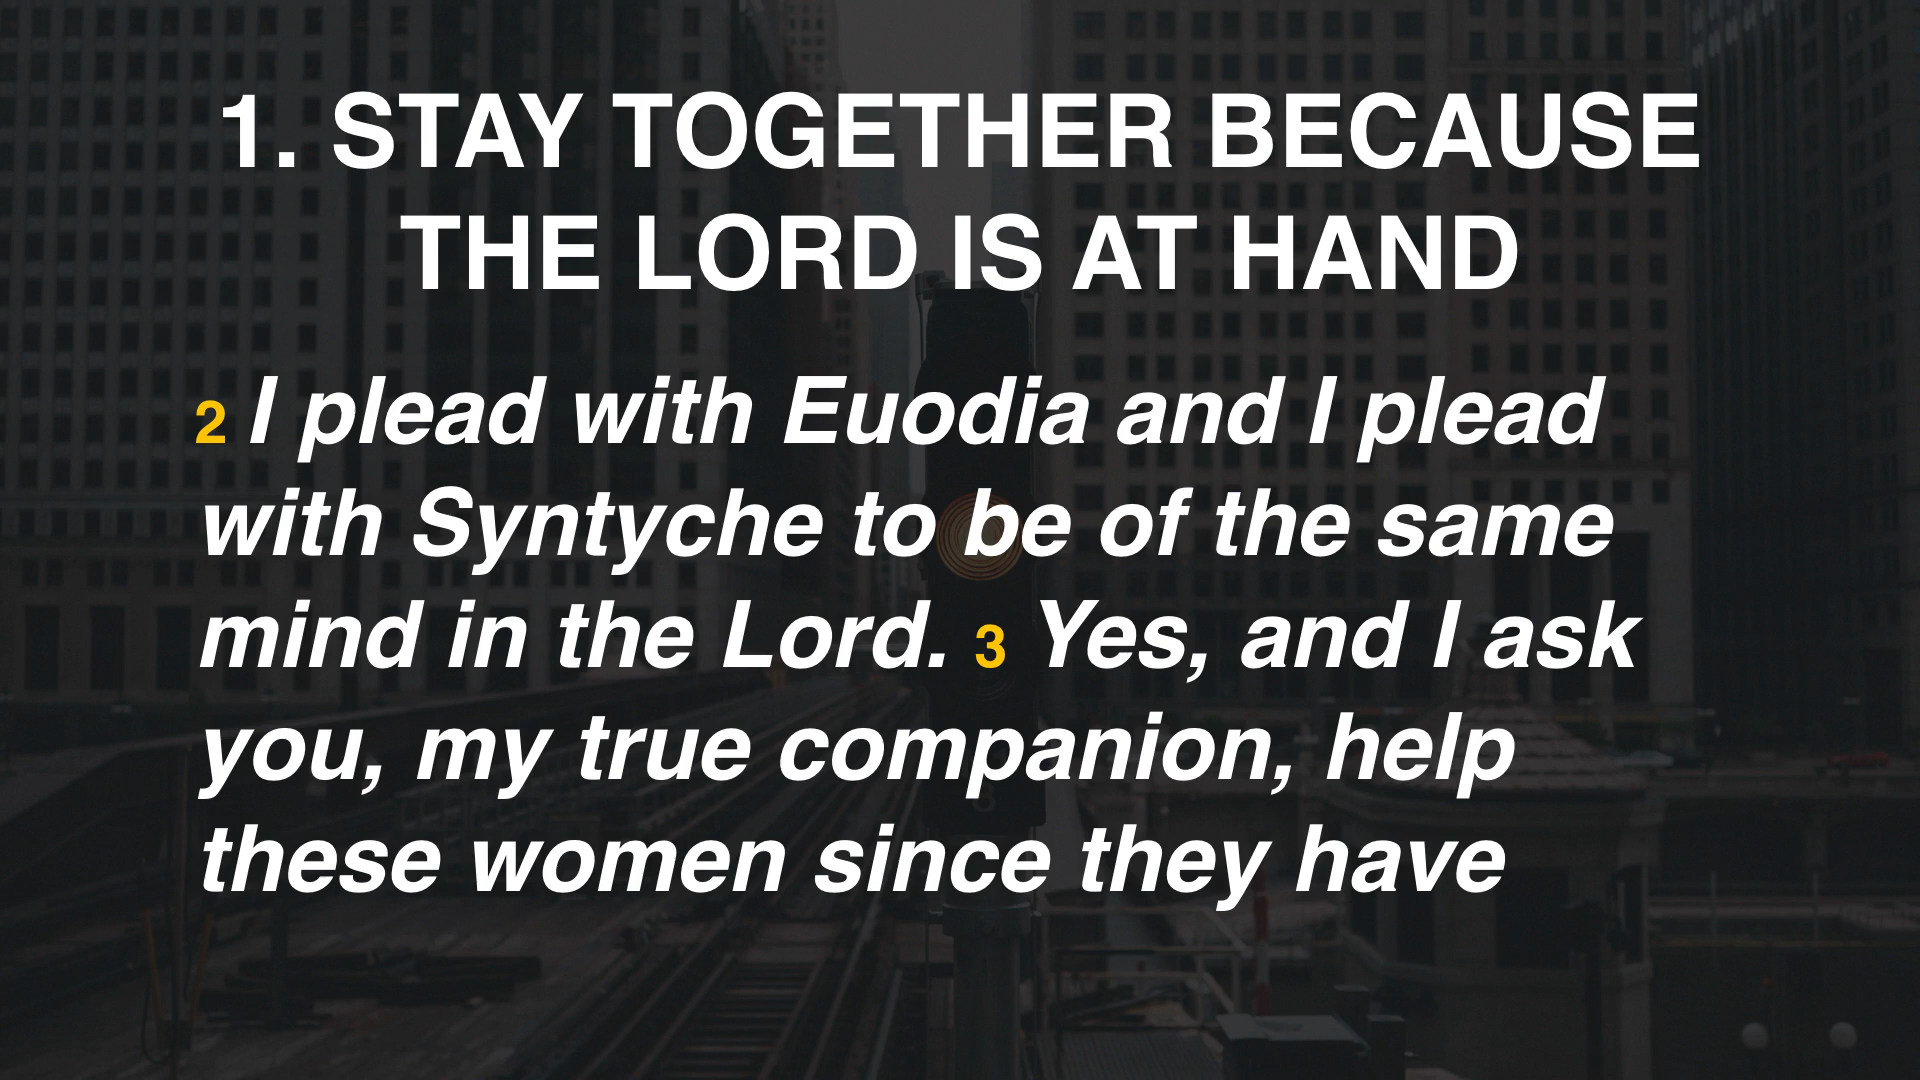 1. STAY TOGETHER BECAUSE
THE LORD IS AT HAND
2 I plead with Euodia and I plead
with Syntyche to be of the same
mind in the Lord. 3 Yes, and I ask
you, my true companion, help
these women since they have